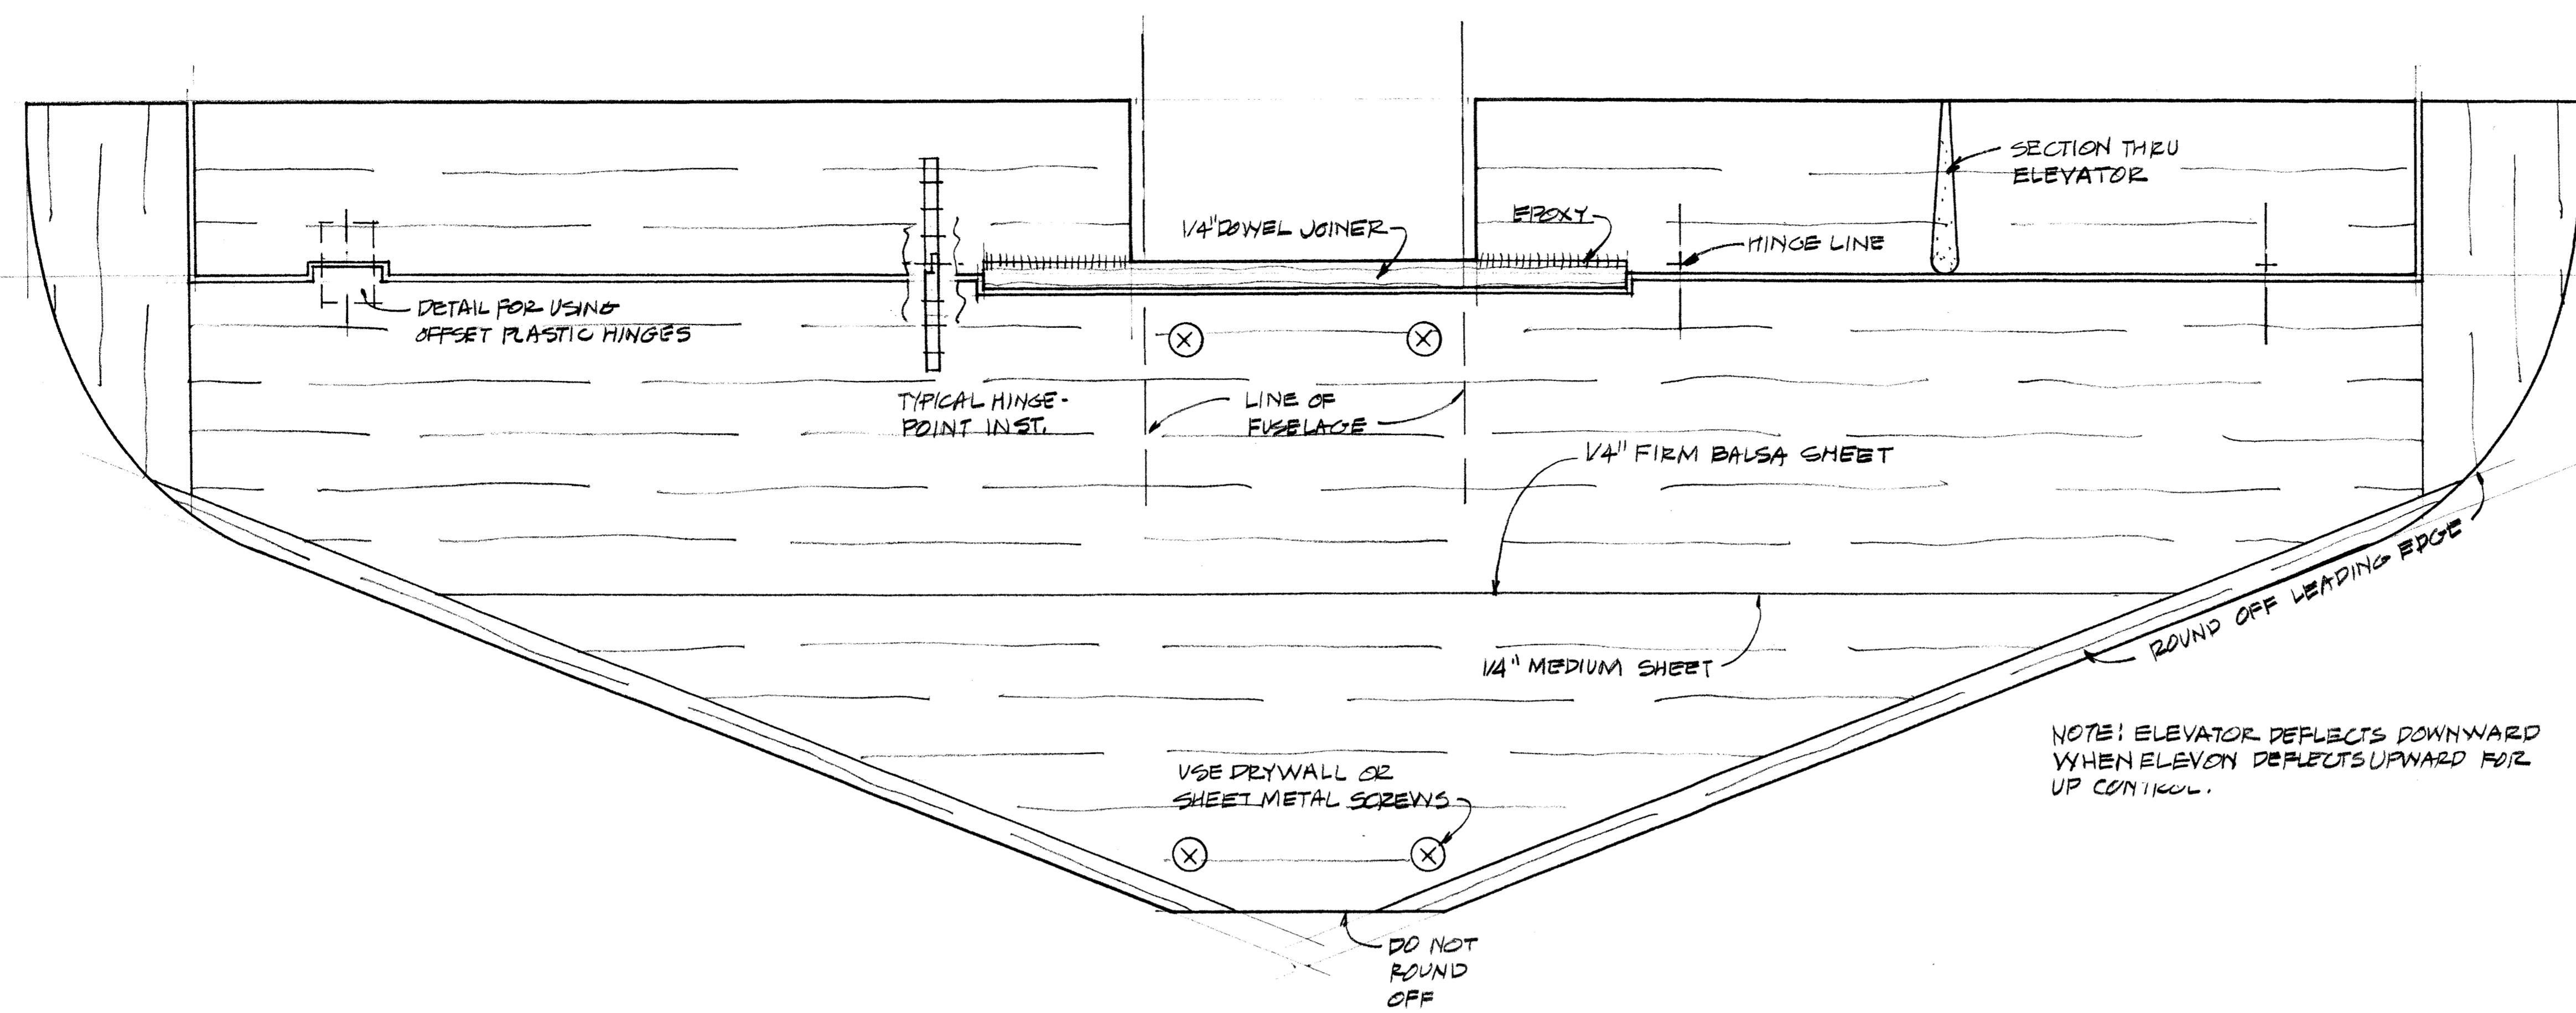 SECTION THRU
ELEVATOR
EPOXY
1/4" DOWEL JOINER
HINGE LINE
DETAIL FOR USING
OFFSET PLASTIC HINGES
TYPICAL HINGE-
POINT INST.
LINE OF
FUSELAGE
1/4" FIRM BALSA SHEET
ROUND OFF LEADING EDGE
1/4" MEDIUM SHEET
NOTE: ELEVATOR DEFLECTS DOWNWARD
WHEN ELEVON DEFLECTS UPWARD FOR
UP CONTROL.
USE DRYWALL OR
SHEET METAL SCREWS
DO NOT
ROUND
OFF